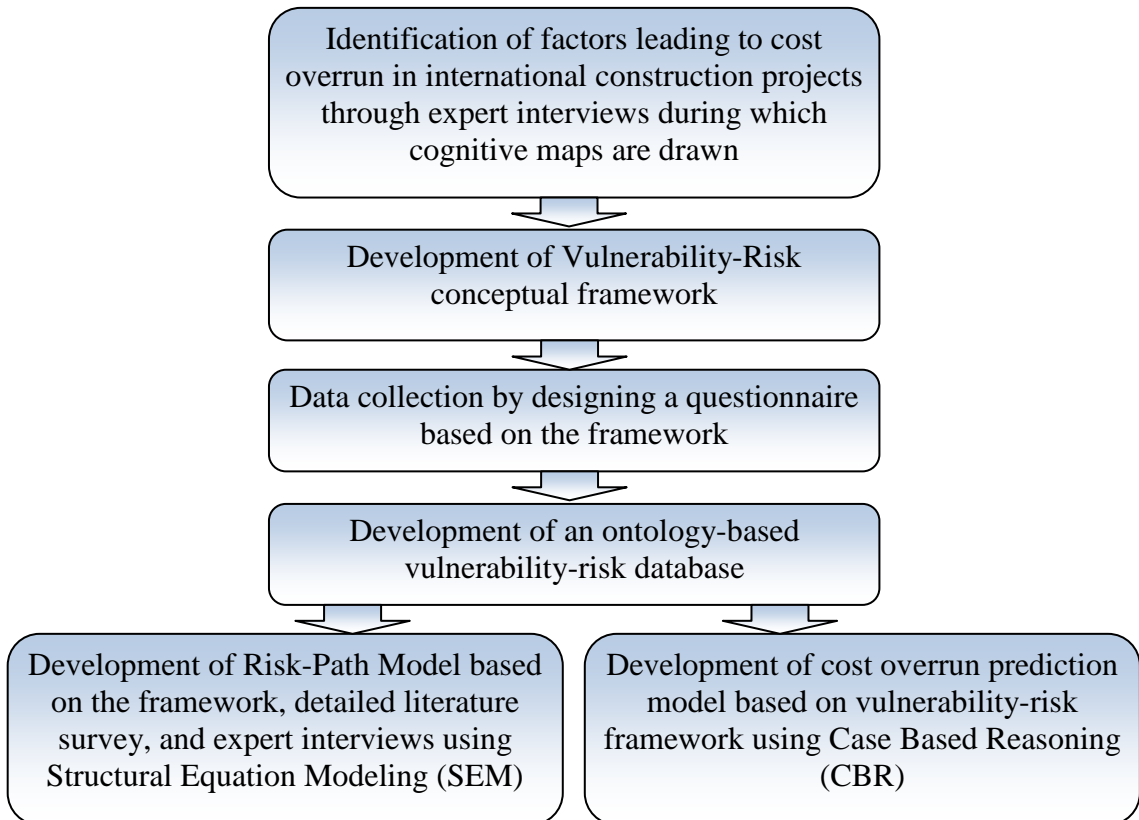 Identification of factors leading to cost
overrun in international construction projects
through expert interviews during which
cognitive maps are drawn
Development of Vulnerability-Risk
conceptual framework
Data collection by designing a questionnaire
based on the framework
Development of an ontology-based
vulnerability-risk database
Development of Risk-Path Model based
on the framework, detailed literature
survey, and expert interviews using
Structural Equation Modeling (SEM)
Development of cost overrun prediction
model based on vulnerability-risk
framework using Case Based Reasoning
(CBR)